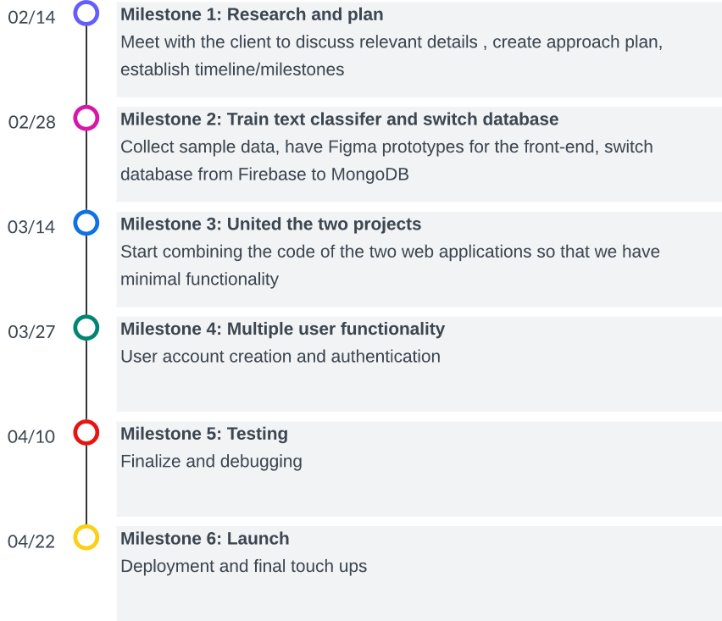 02/14
Milestone 1: Research and plan
Meet with the client to discuss relevant details , create approach plan,
establish timeline/milestones
02/28
Milestone 2: Train text classifer and switch database
Collect sample data, have Figma prototypes for the front-end, switch
database from Firebase to MongoDB
03/14
Milestone 3: United the two projects
Start combining the code of the two web applications so that we have
minimal functionality
03/27
Milestone 4: Multiple user functionality
User account creation and authentication
04/10
Milestone 5: Testing
Finalize and debugging
04/22
Milestone 6: Launch
Deployment and final touch ups